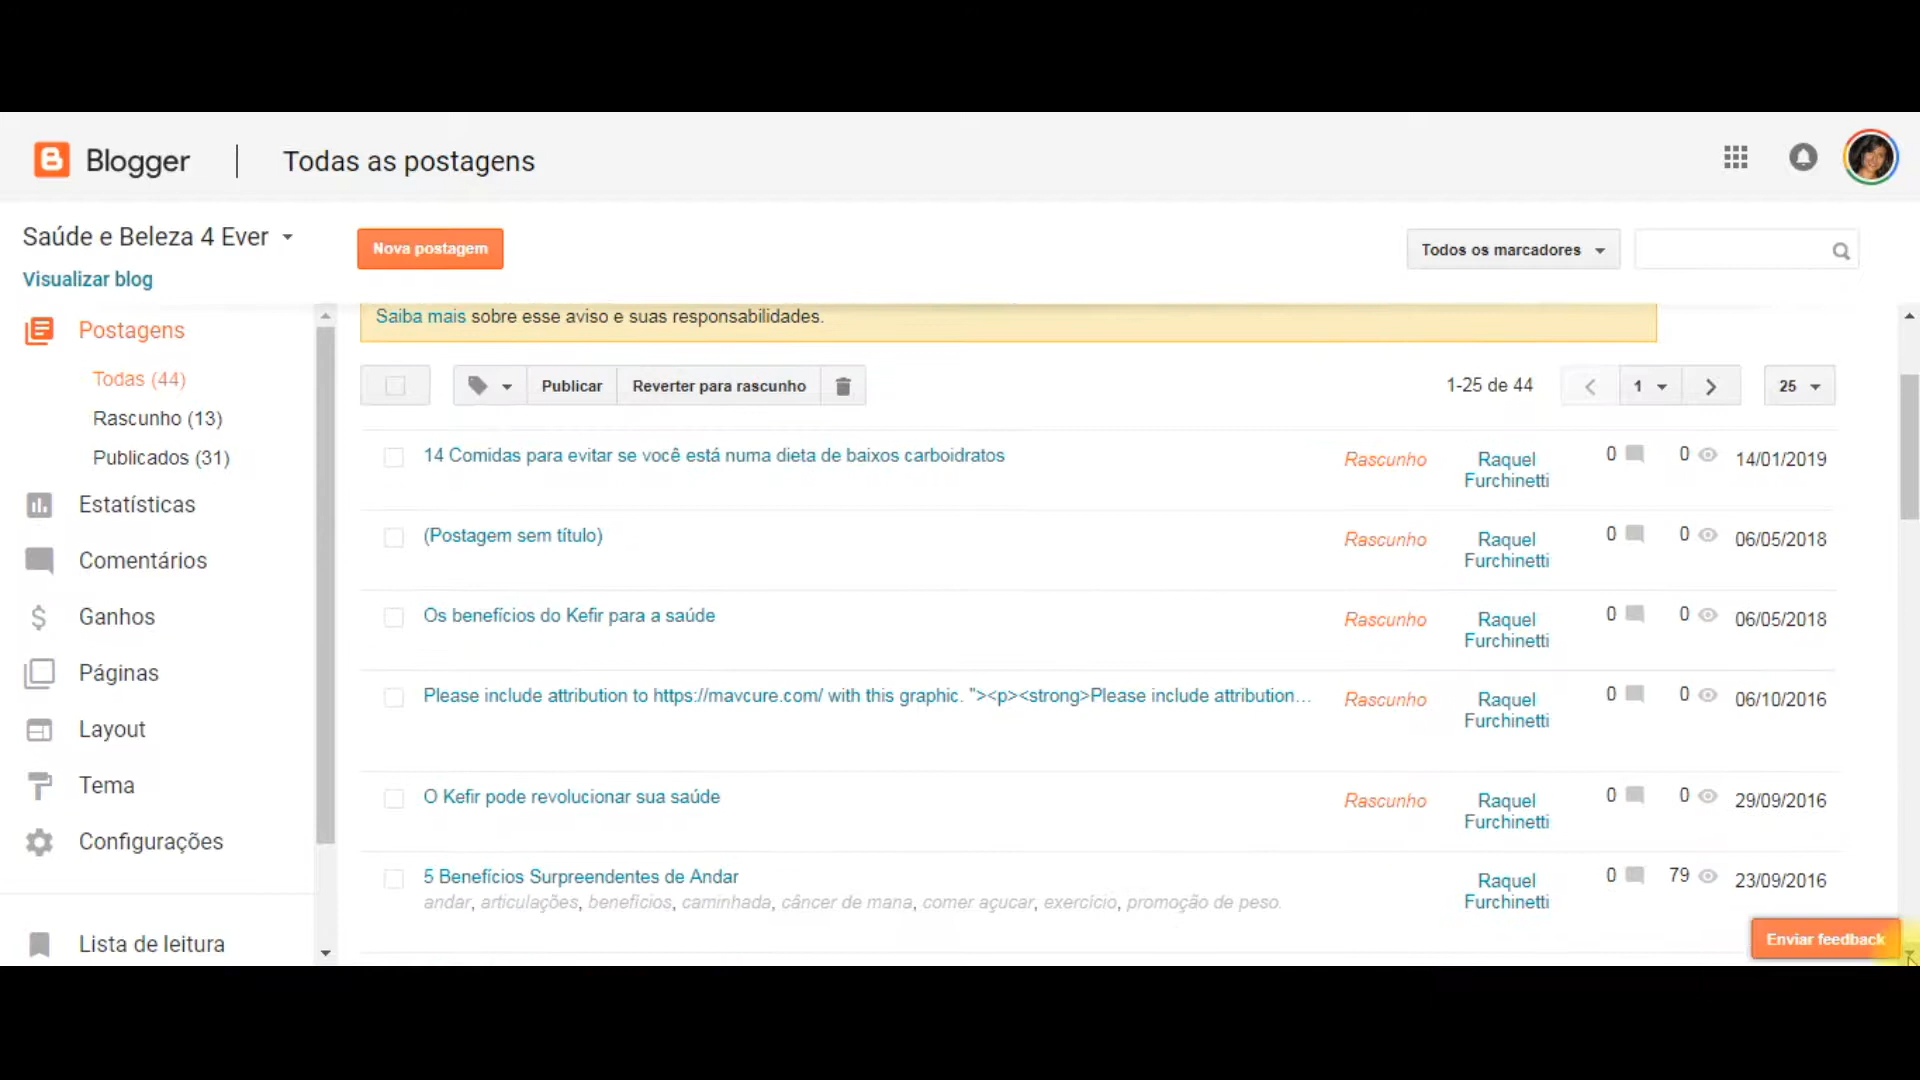 Blogger
Todas as postagens
Saúde e Beleza 4 Ever
Nova postagem
Todos os marcadores
Visualizar blog
Saiba mais sobre esse aviso e suas responsabilidades.
Postagens
Todas (44)
Rascunho (13)
Publicados (31)
Estatísticas
Comentários
Ganhos
Páginas
Layout
Tema
Configurações
Lista de leitura
Publicar
Reverter para rascunho
1-25 de 44
1
25
14 Comidas para evitar se você está numa dieta de baixos carboidratos
Rascunho
Raquel
Furchinetti
0
0
14/01/2019
(Postagem sem título)
Rascunho
Raquel
Furchinetti
0
0
06/05/2018
Os benefícios do Kefir para a saúde
Rascunho
Raquel
Furchinetti
0
0
06/05/2018
Please include attribution to https://mavcure.com/ with this graphic. "><p><strong>Please include attribution...
Rascunho
Raquel
Furchinetti
0
0
06/10/2016
O Kefir pode revolucionar sua saúde
Rascunho
Raquel
Furchinetti
0
0
29/09/2016
5 Benefícios Surpreendentes de Andar
andar, articulações, benefícios, caminhada, câncer de mana, comer açucar, exercício, promoção de peso.
Raquel
Furchinetti
0
79
23/09/2016
Enviar feedback